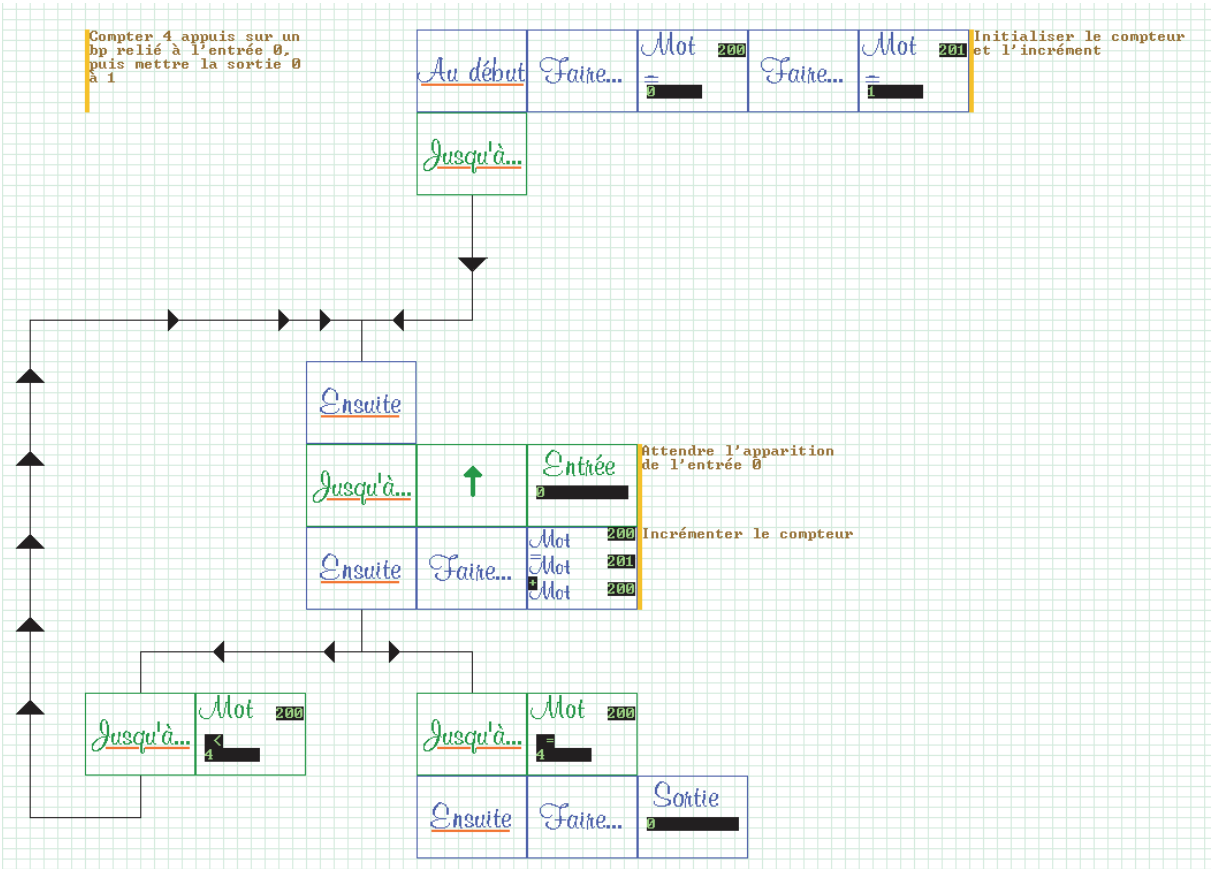 Compter 4 appuis sur un
bp relié à l'entrée 0,
puis mettre la sortie 0
à 1
Au début Faire... Mot 200 Faire... Mot 201
= =
0 1
Initialiser le compteur
et l'incrément
Jusqu'à...
Ensuite
Jusqu'à... Entrée
0
Attendre l'apparition
de l'entrée 0
Ensuite Faire... Mot 200
= Mot 201
+ Mot 200
Incrémenter le compteur
Jusqu'à... Mot 200
<
4
Jusqu'à... Mot 200
=
4
Ensuite Faire... Sortie
0